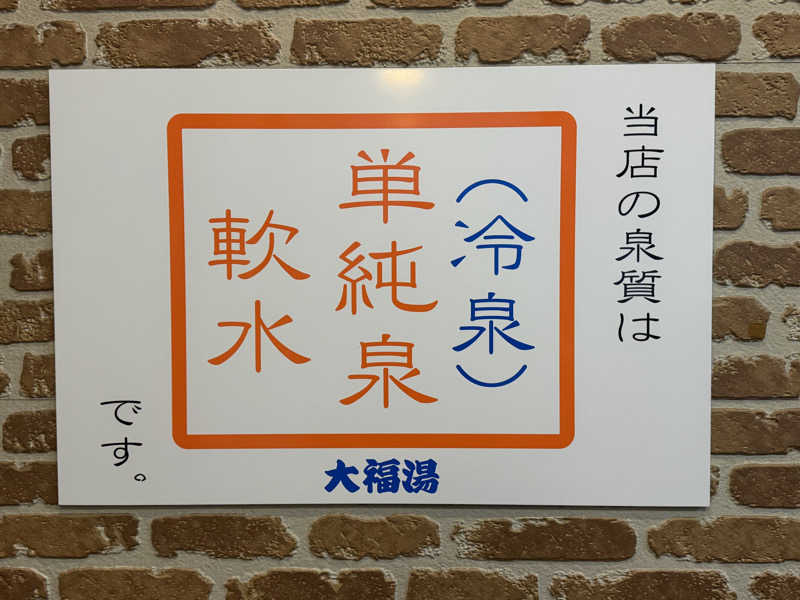 当店の泉質は
（冷泉）
単純泉
軟水
です。
大福湯